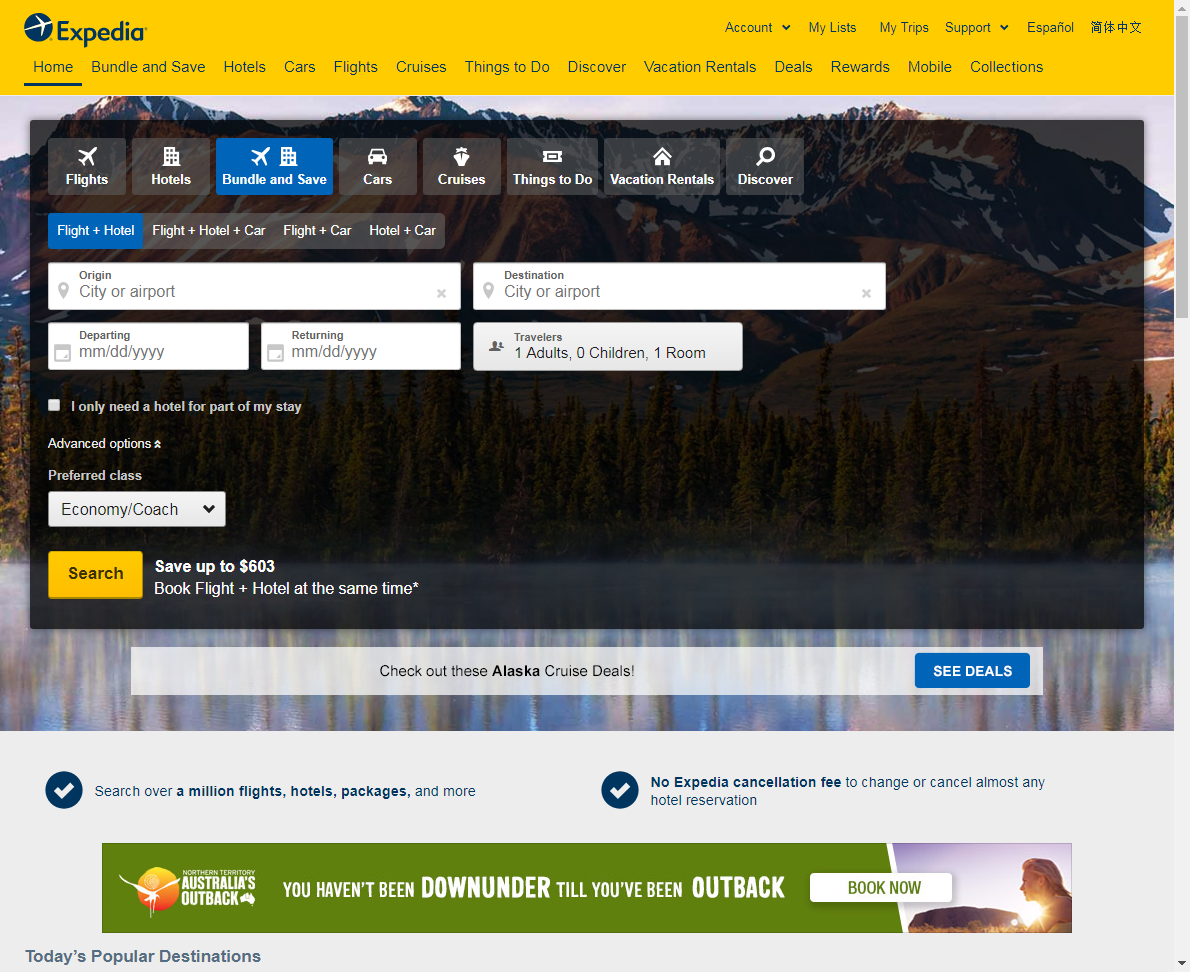 Expedia
Account
My Lists
My Trips
Support
Español
简体中文
Home
Bundle and Save
Hotels
Cars
Flights
Cruises
Things to Do
Discover
Vacation Rentals
Deals
Rewards
Mobile
Collections
Flights
Hotels
Bundle and Save
Cars
Cruises
Things to Do
Vacation Rentals
Discover
Flight + Hotel
Flight + Hotel + Car
Flight + Car
Hotel + Car
Origin
City or airport
Destination
City or airport
Departing
mm/dd/yyyy
Returning
mm/dd/yyyy
Travelers
1 Adults, 0 Children, 1 Room
I only need a hotel for part of my stay
Advanced options
Preferred class
Economy/Coach
Search
Save up to $603
Book Flight + Hotel at the same time*
Check out these Alaska Cruise Deals!
SEE DEALS
Search over a million flights, hotels, packages, and more
No Expedia cancellation fee to change or cancel almost any
hotel reservation
NORTHERN TERRITORY
AUSTRALIA'S
OUTBACK
YOU HAVEN'T BEEN DOWNUNDER TILL YOU'VE BEEN OUTBACK
BOOK NOW
Today's Popular Destinations